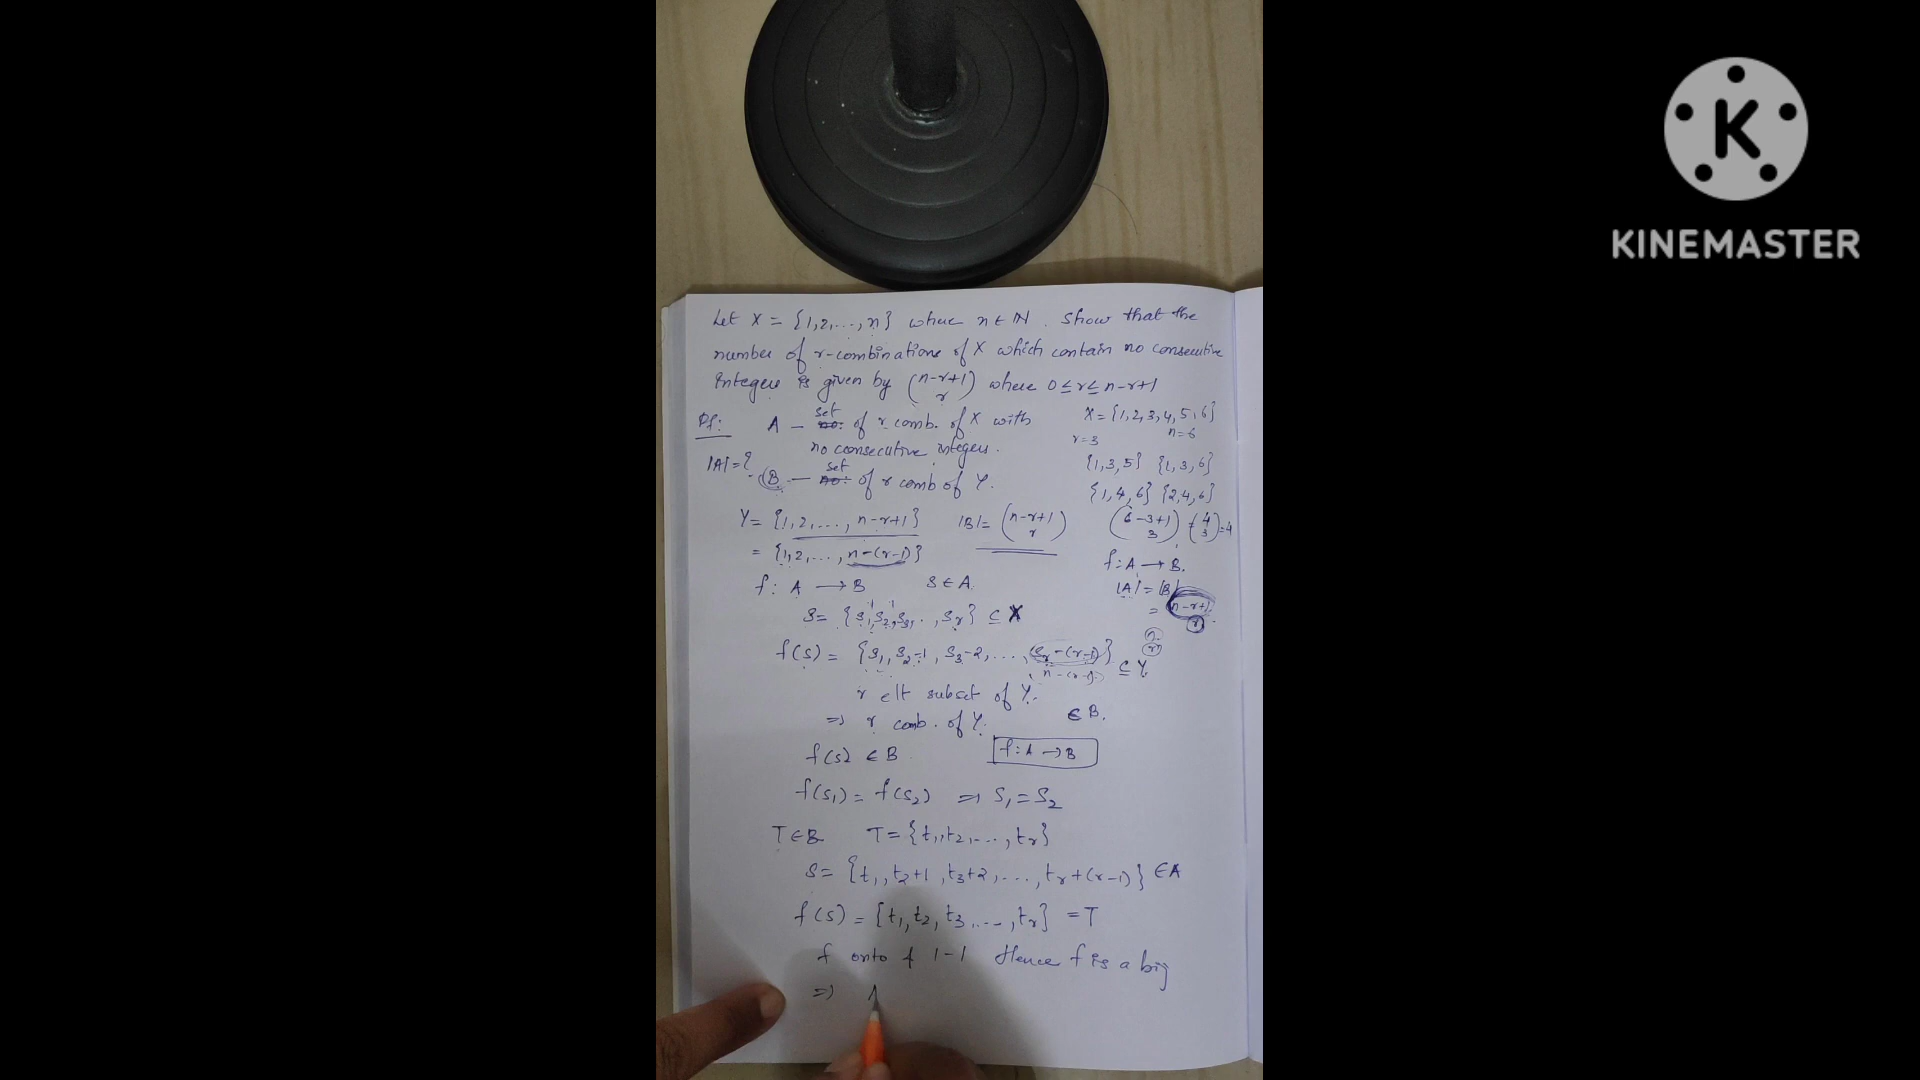 Let X = {1,2,...,n} where n ∈ ℕ. Show that the
number of r-combinations of X which contain no consecutive
integers is given by (n-r+1 r) where 0 ≤ r ≤ n-r+1
Pf: A — set of r comb. of X with
no consecutive integers.
|A| = ?
B — set of r comb of Y.
Y = {1,2,..., n-r+1} |B| = (n-r+1 r)
= {1,2,..., n-(r-1)}
f: A → B S ∈ A.
S = {s1, s2, s3, .., sr} ⊆ X
f(S) = {s1, s2-1, s3-2, ..., sr-(r-1)} ⊆ Y
n-(r-1)
r elt subset of Y.
⇒ r comb. of Y. ∈ B.
f(S) ∈ B f: A → B
f(S1) = f(S2) ⇒ S1 = S2
T ∈ B T = {t1, t2, ..., tr}
S = {t1, t2+1, t3+2, ..., tr+(r-1)} ∈ A
f(S) = {t1, t2, t3, ..., tr} = T
f onto & 1-1 Hence f is a bij
⇒
X = {1,2,3,4,5,6}
r=3 n=6
{1,3,5} {1,3,6}
{1,4,6} {2,4,6}
(6-3+1 3) = (4 3) = 4
f: A → B.
|A| = |B|
= (n-r+1 r)
n
r
KINEMASTER